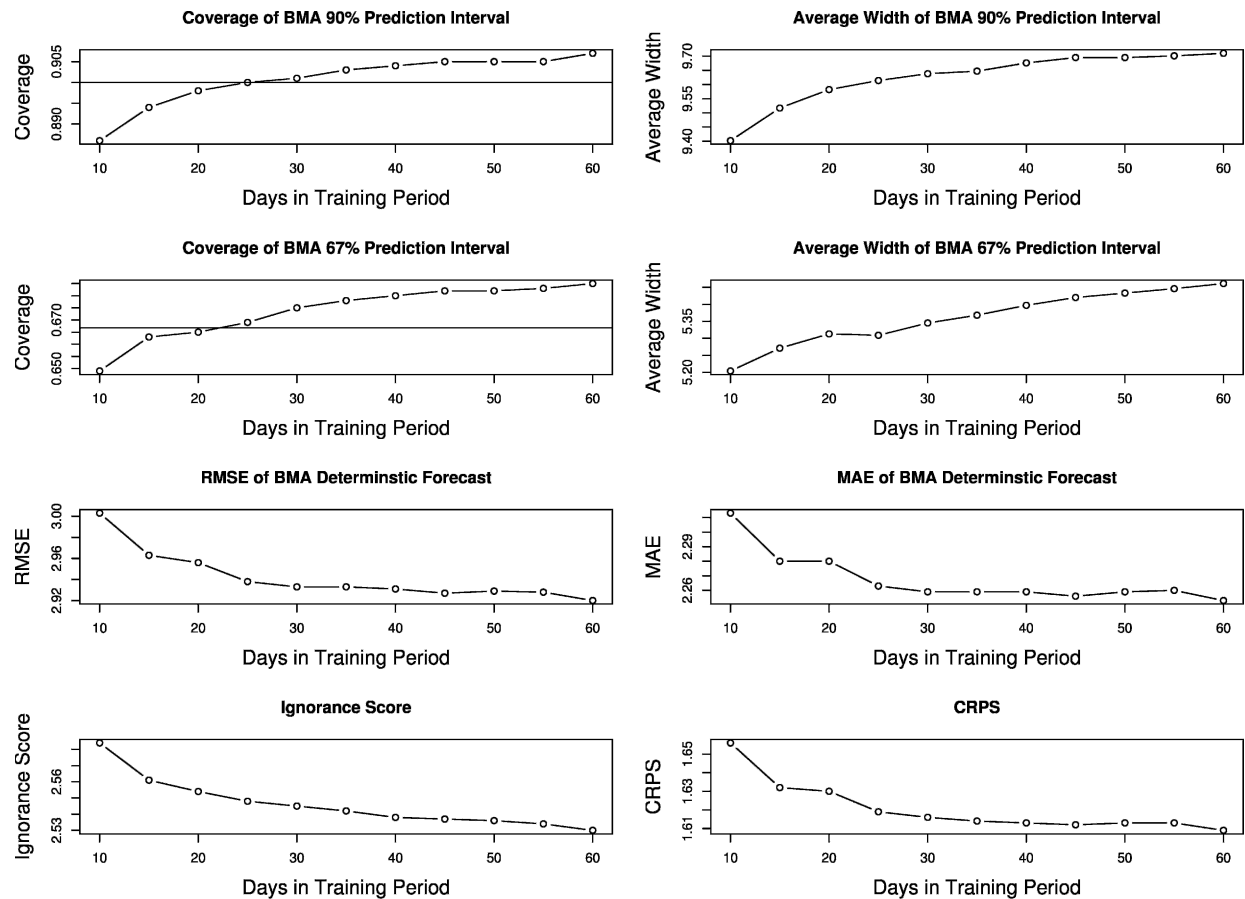 Coverage of BMA 90% Prediction Interval
Coverage
0.905
0.890
10 20 30 40 50 60
Days in Training Period
Average Width of BMA 90% Prediction Interval
Average Width
9.70
9.55
9.40
10 20 30 40 50 60
Days in Training Period
Coverage of BMA 67% Prediction Interval
Coverage
0.670
0.650
10 20 30 40 50 60
Days in Training Period
Average Width of BMA 67% Prediction Interval
Average Width
5.35
5.20
10 20 30 40 50 60
Days in Training Period
RMSE of BMA Determinstic Forecast
RMSE
3.00
2.96
2.92
10 20 30 40 50 60
Days in Training Period
MAE of BMA Determinstic Forecast
MAE
2.29
2.26
10 20 30 40 50 60
Days in Training Period
Ignorance Score
Ignorance Score
2.56
2.53
10 20 30 40 50 60
Days in Training Period
CRPS
CRPS
1.65
1.63
1.61
10 20 30 40 50 60
Days in Training Period